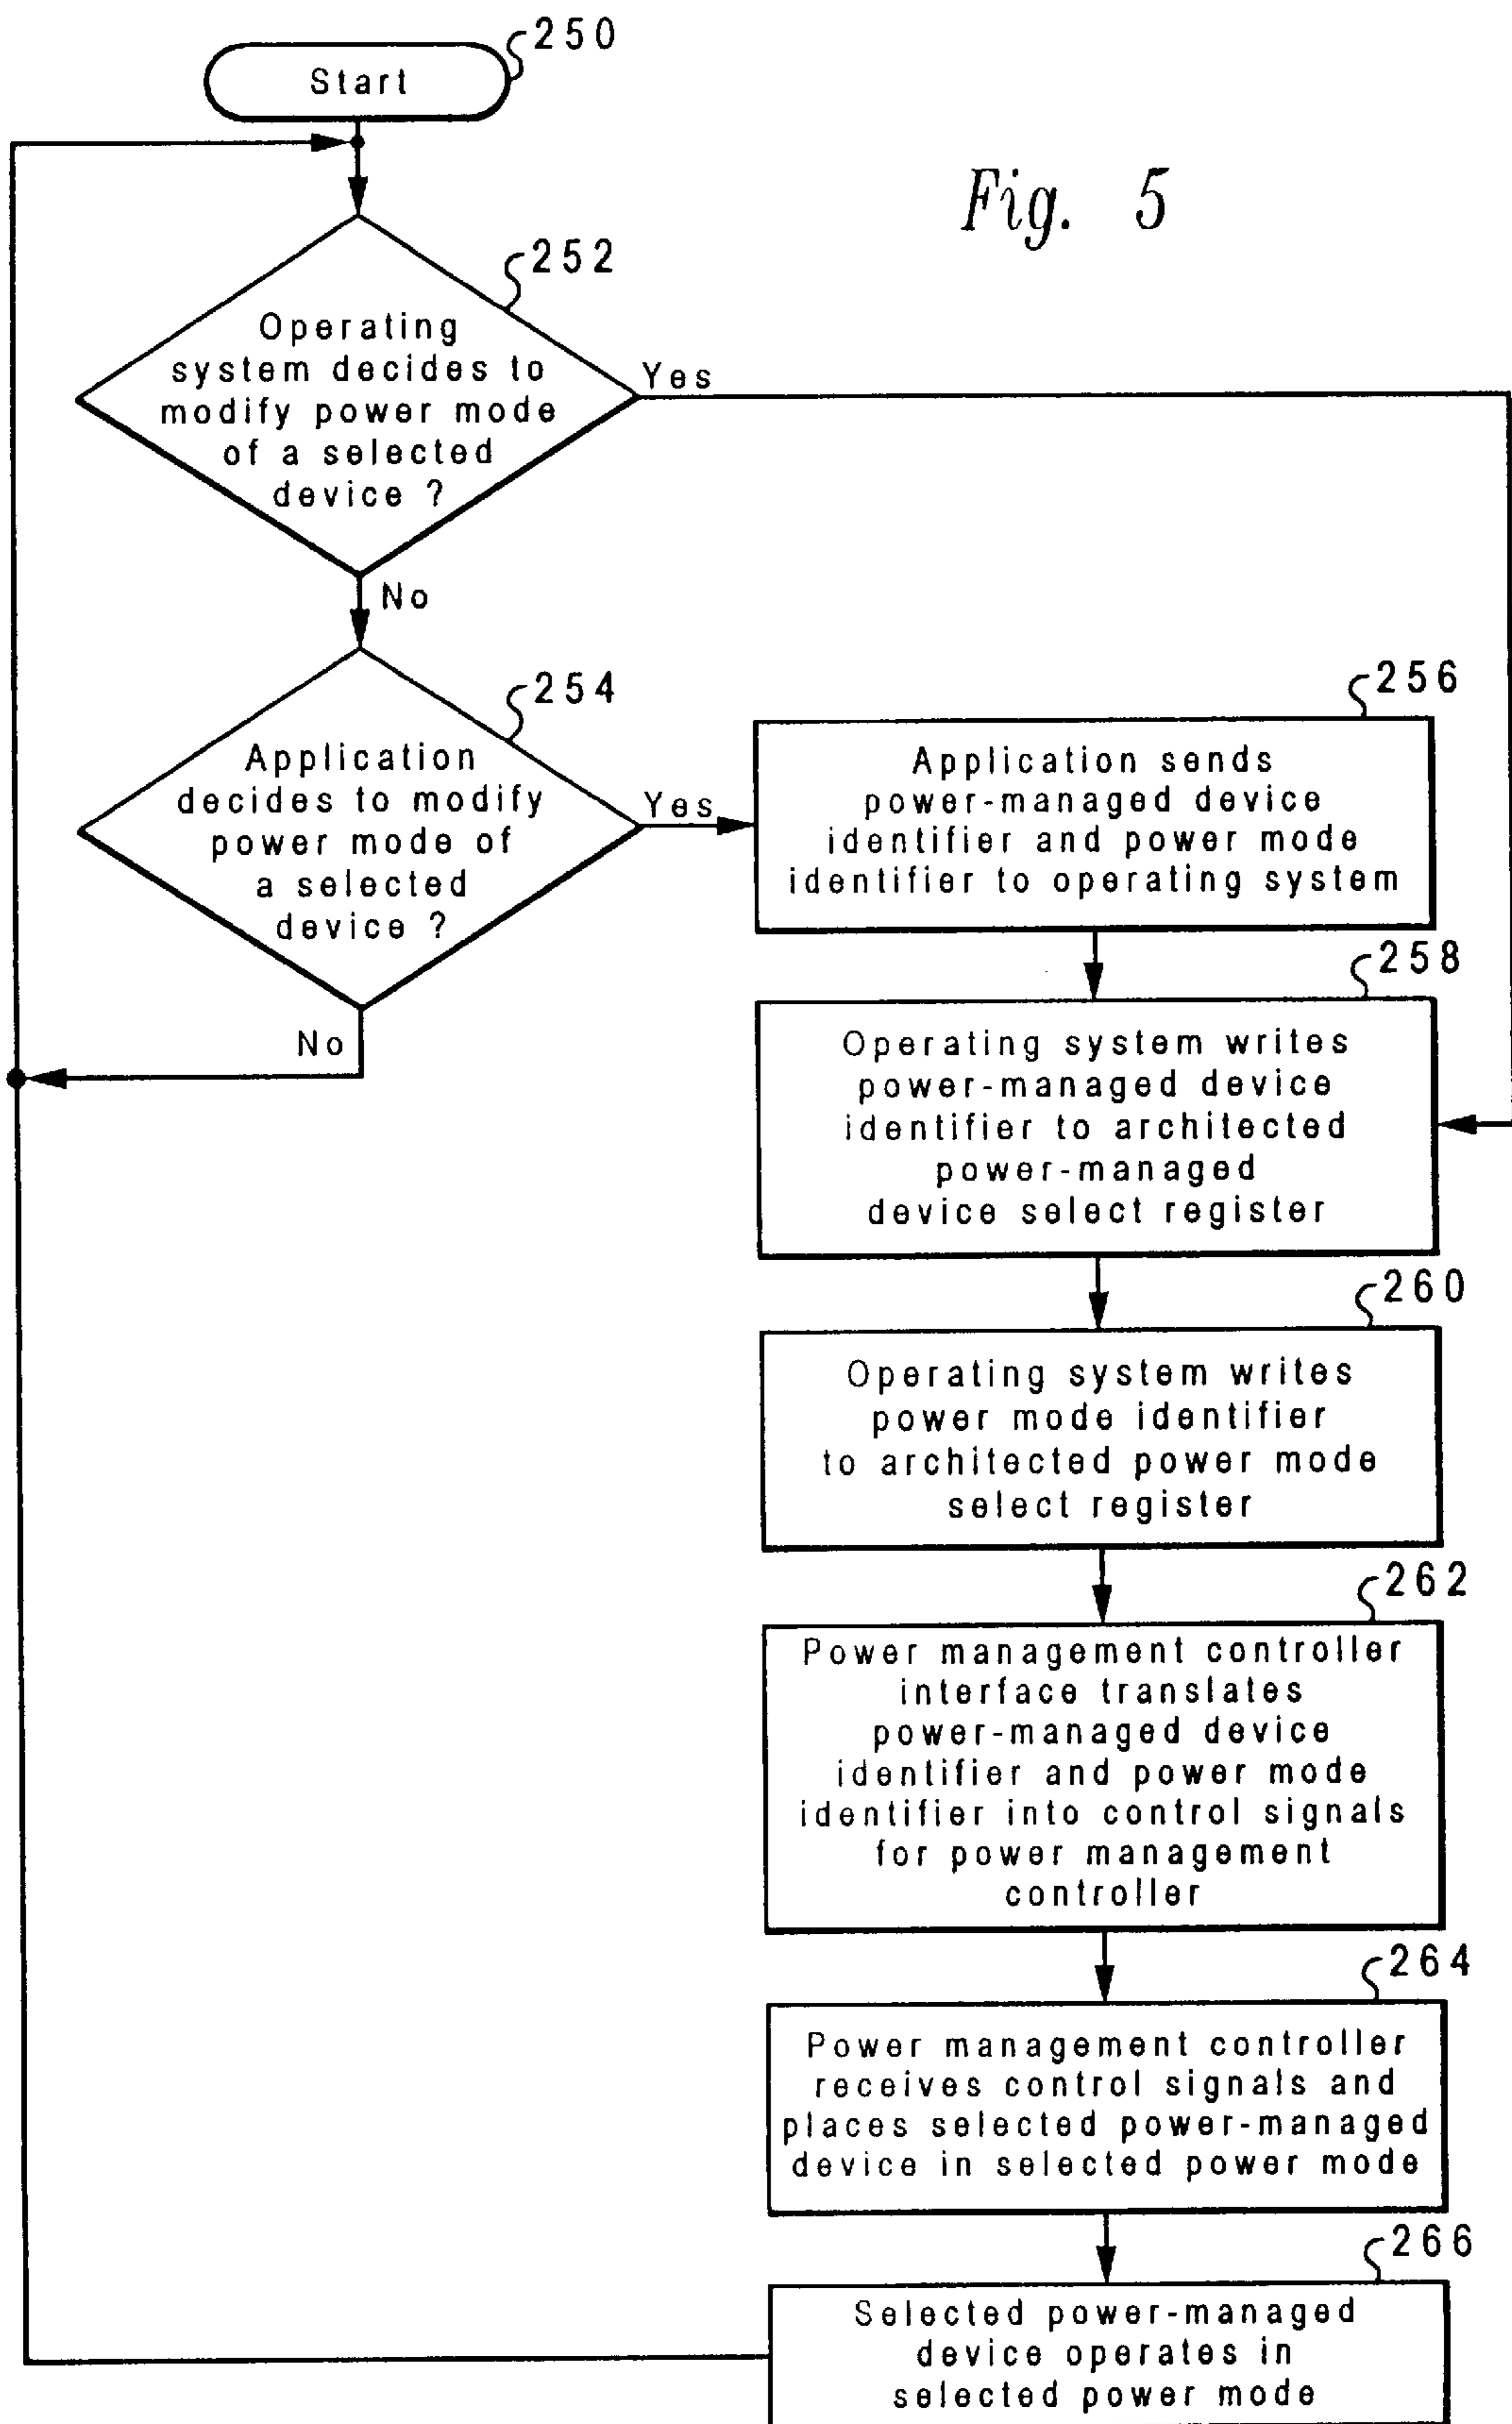 Start
250
Fig. 5
252
Operating
system decides to
modify power mode
of a selected
device ?
Yes
No
254
Application
decides to modify
power mode of
a selected
device ?
Yes
No
256
Application sends
power-managed device
identifier and power mode
identifier to operating system
258
Operating system writes
power-managed device
identifier to architected
power-managed
device select register
260
Operating system writes
power mode identifier
to architected power mode
select register
262
Power management controller
interface translates
power-managed device
identifier and power mode
identifier into control signals
for power management
controller
264
Power management controller
receives control signals and
places selected power-managed
device in selected power mode
266
Selected power-managed
device operates in
selected power mode